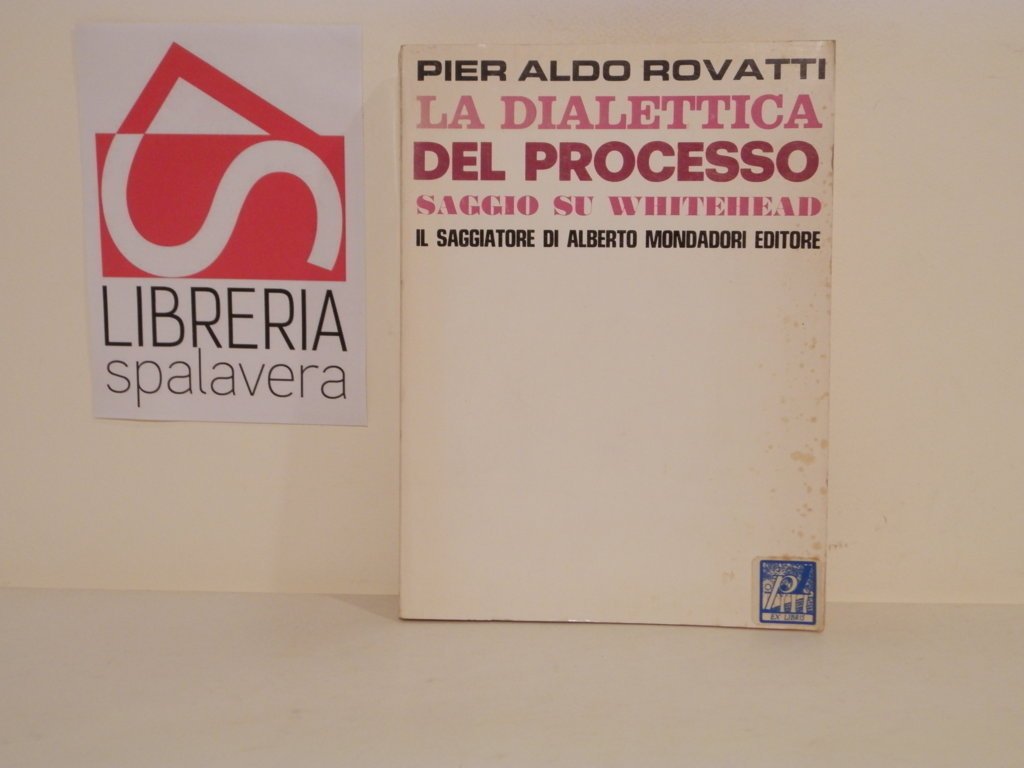 LIBRERIA
spalavera
PIER ALDO ROVATTI
LA DIALETTICA
DEL PROCESSO
SAGGIO SU WHITEHEAD
IL SAGGIATORE DI ALBERTO MONDADORI EDITORE
EX LIBRO